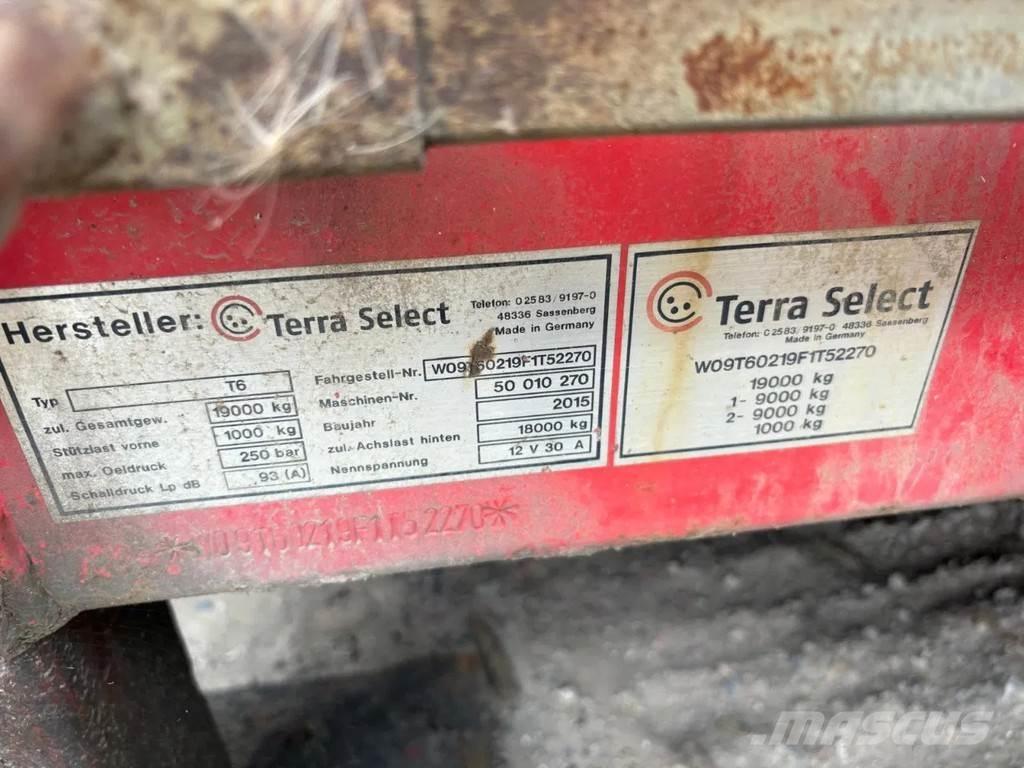 Hersteller: Terra Select
Telefon: 02583/9197-0
48336 Sassenberg
Made in Germany
Typ T6
zul. Gesamtgew. 19000 kg
Stützlast vorne 1000 kg
max. Oeldruck 250 bar
Schalldruck Lp dB 93 (A)
Fahrgestell-Nr. W09T60219F1T52270
Maschinen-Nr. 50 010 270
Baujahr 2015
zul. Achslast hinten 18000 kg
Nennspannung 12 V 30 A
Terra Select
Telefon: 02583/9197-0 48336 Sassenberg
Made in Germany
W09T60219F1T52270
19000 kg
1- 9000 kg
2- 9000 kg
1000 kg
MASCUS